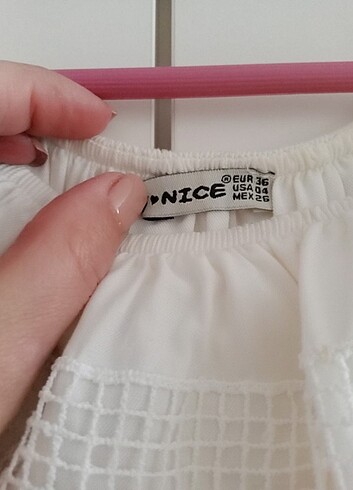 NICE
® EUR 36
USA 04
MEX 26